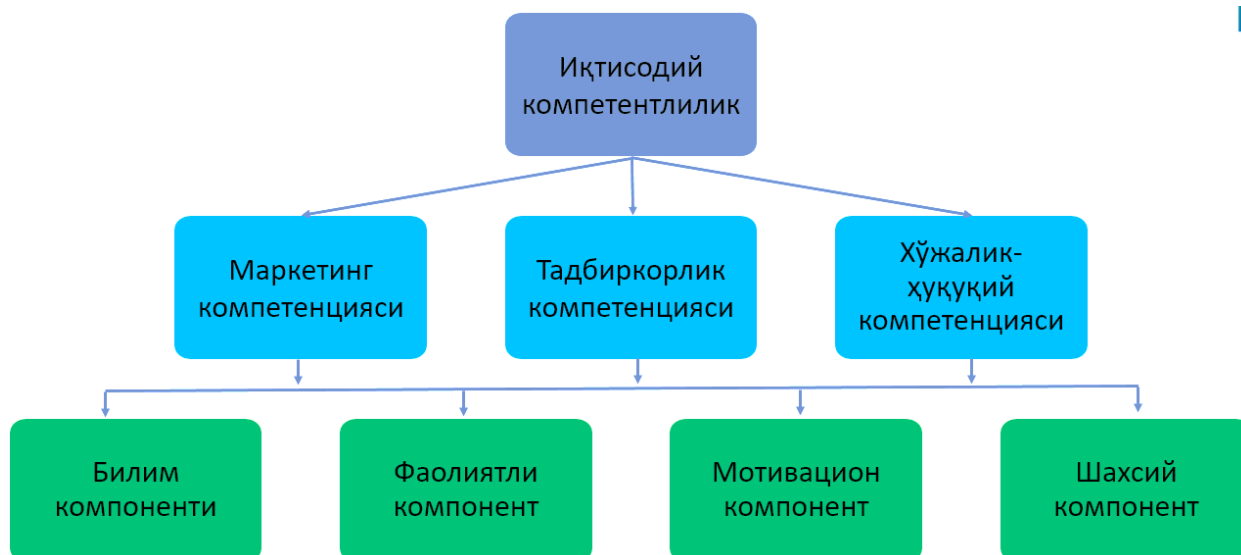 Иқтисодий
компетентлилик
Маркетинг
компетенцияси
Тадбиркорлик
компетенцияси
Хўжалик-
ҳуқуқий
компетенцияси
Билим
компоненти
Фаолиятли
компонент
Мотивацион
компонент
Шахсий
компонент